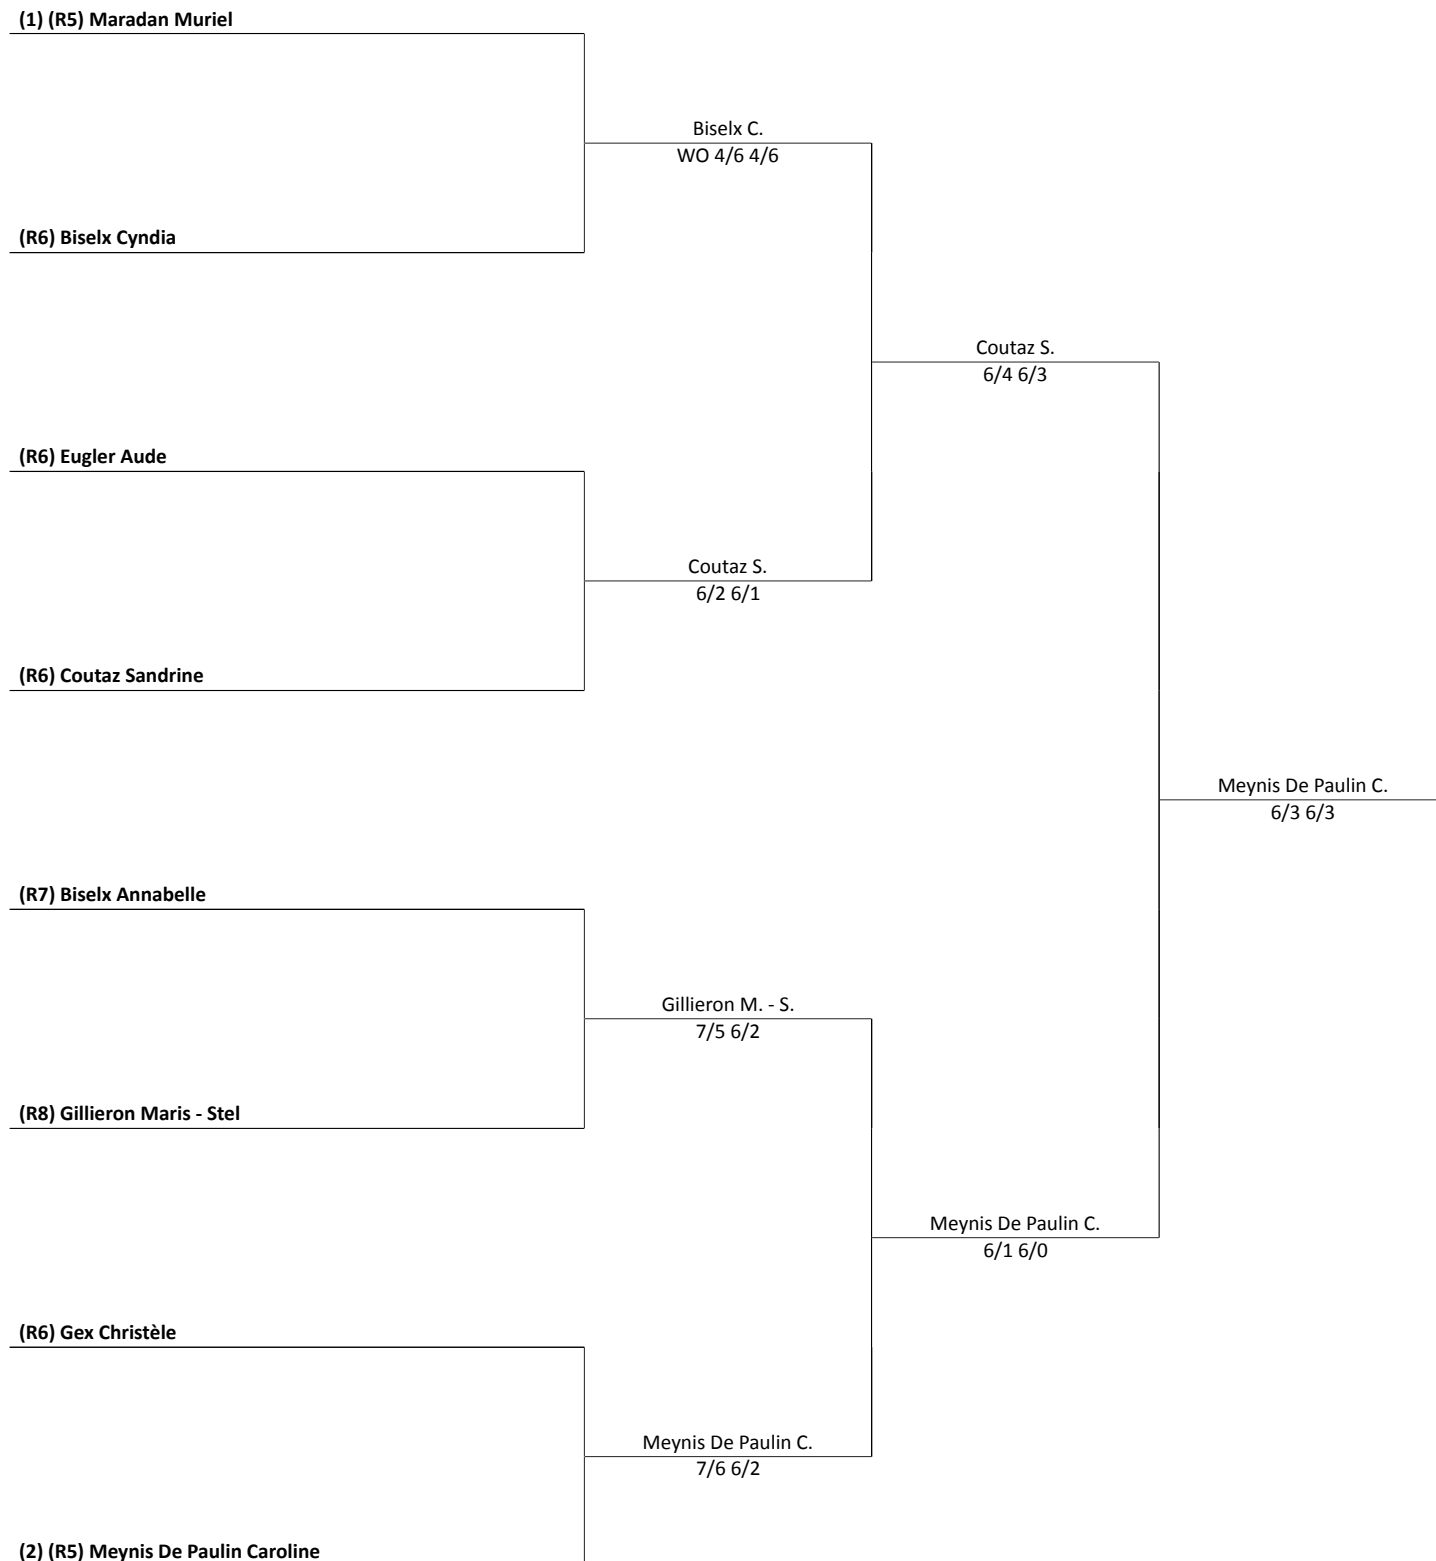 (1) (R5) Maradan Muriel
Biselx C.
WO 4/6 4/6
(R6) Biselx Cyndia
Coutaz S.
6/4 6/3
(R6) Eugler Aude
Coutaz S.
6/2 6/1
(R6) Coutaz Sandrine
Meynis De Paulin C.
6/3 6/3
(R7) Biselx Annabelle
Gillieron M. - S.
7/5 6/2
(R8) Gillieron Maris - Stel
Meynis De Paulin C.
6/1 6/0
(R6) Gex Christèle
Meynis De Paulin C.
7/6 6/2
(2) (R5) Meynis De Paulin Caroline